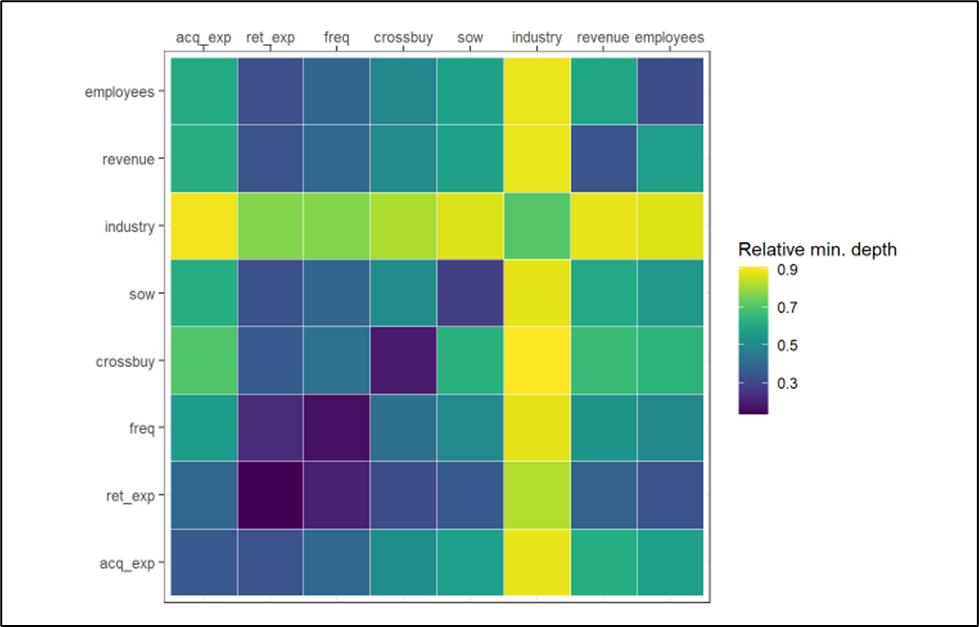 acq_exp ret_exp freq crossbuy sow industry revenue employees
employees
revenue
industry
sow
crossbuy
freq
ret_exp
acq_exp
Relative min. depth
0.9
0.7
0.5
0.3